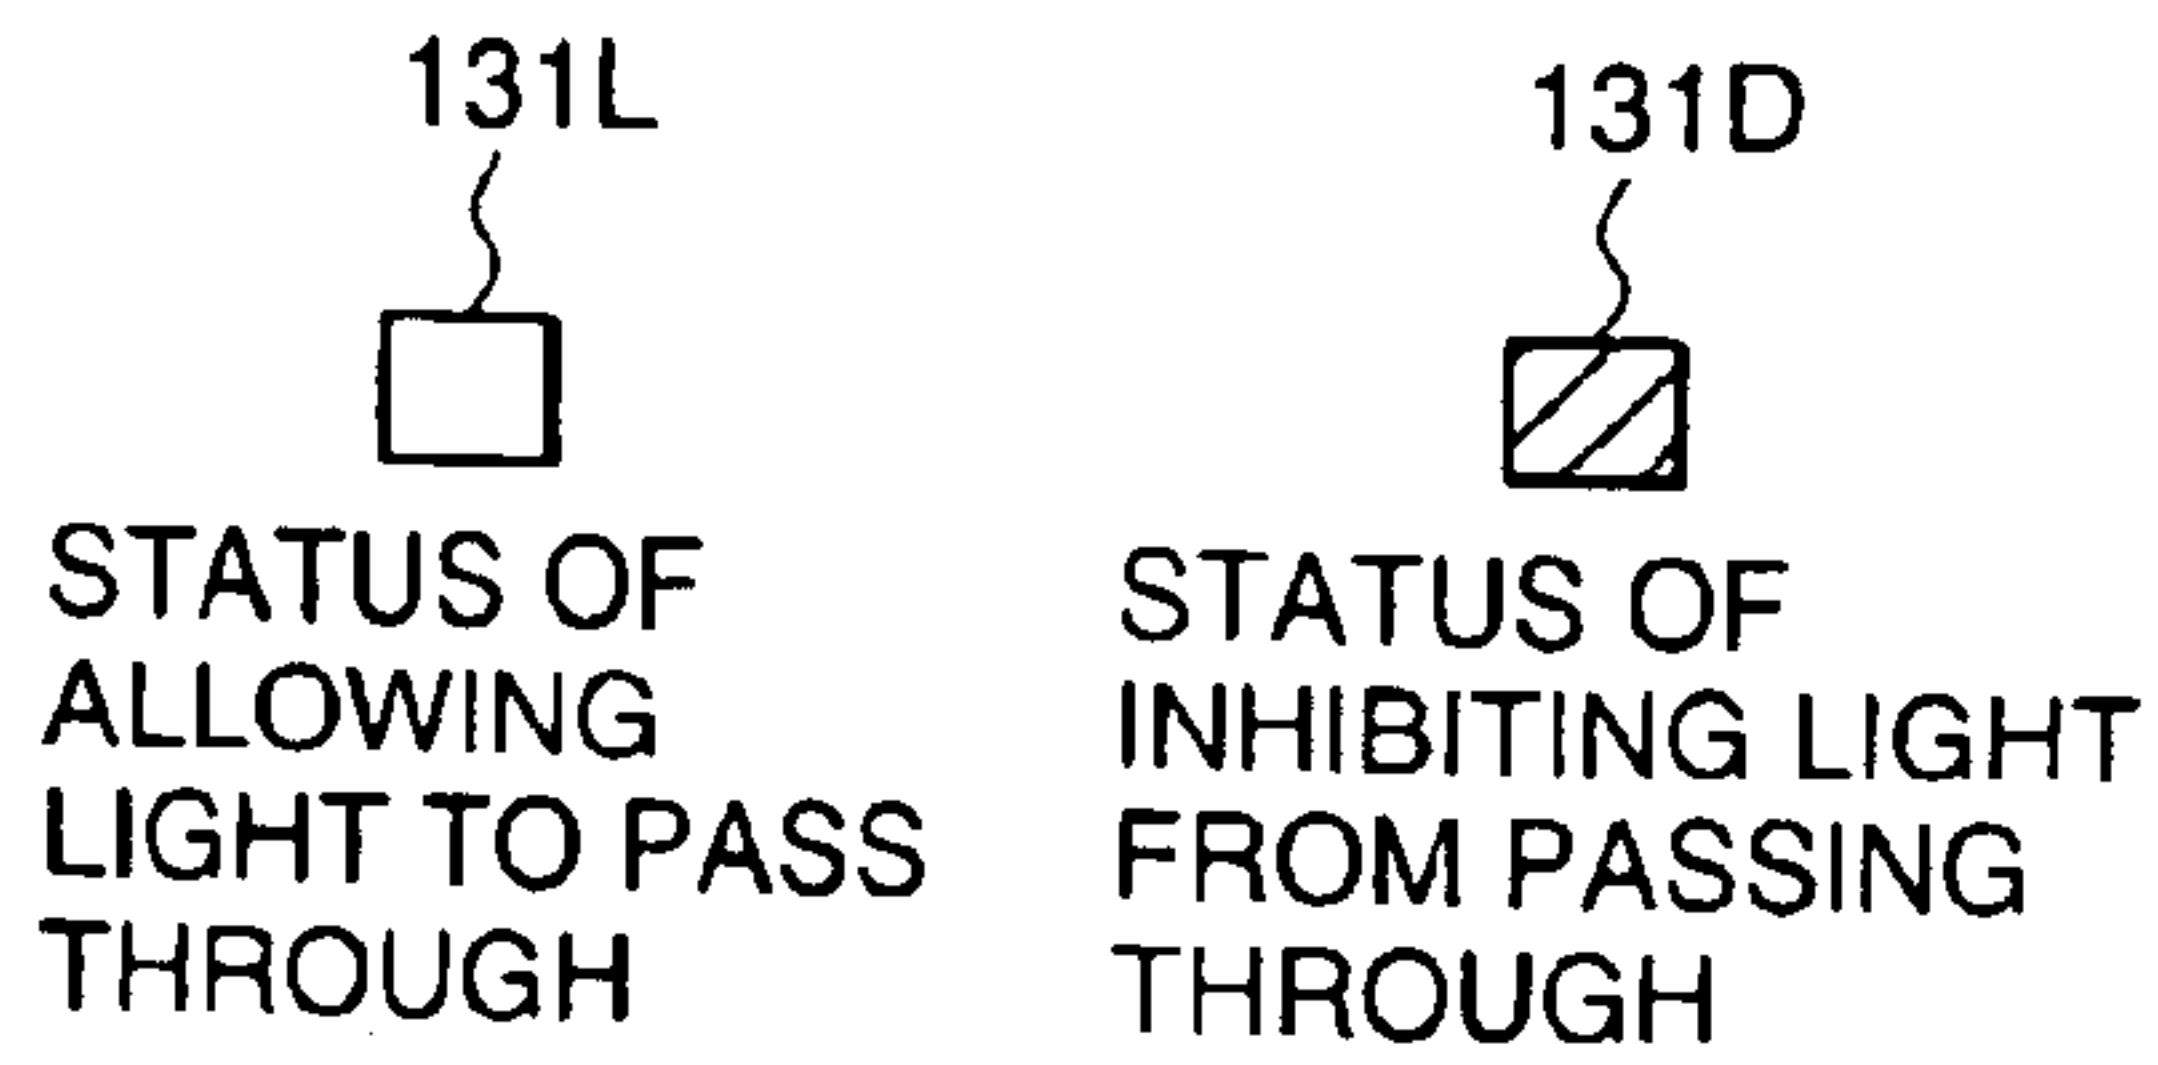 131L
STATUS OF
ALLOWING
LIGHT TO PASS
THROUGH
131D
STATUS OF
INHIBITING LIGHT
FROM PASSING
THROUGH